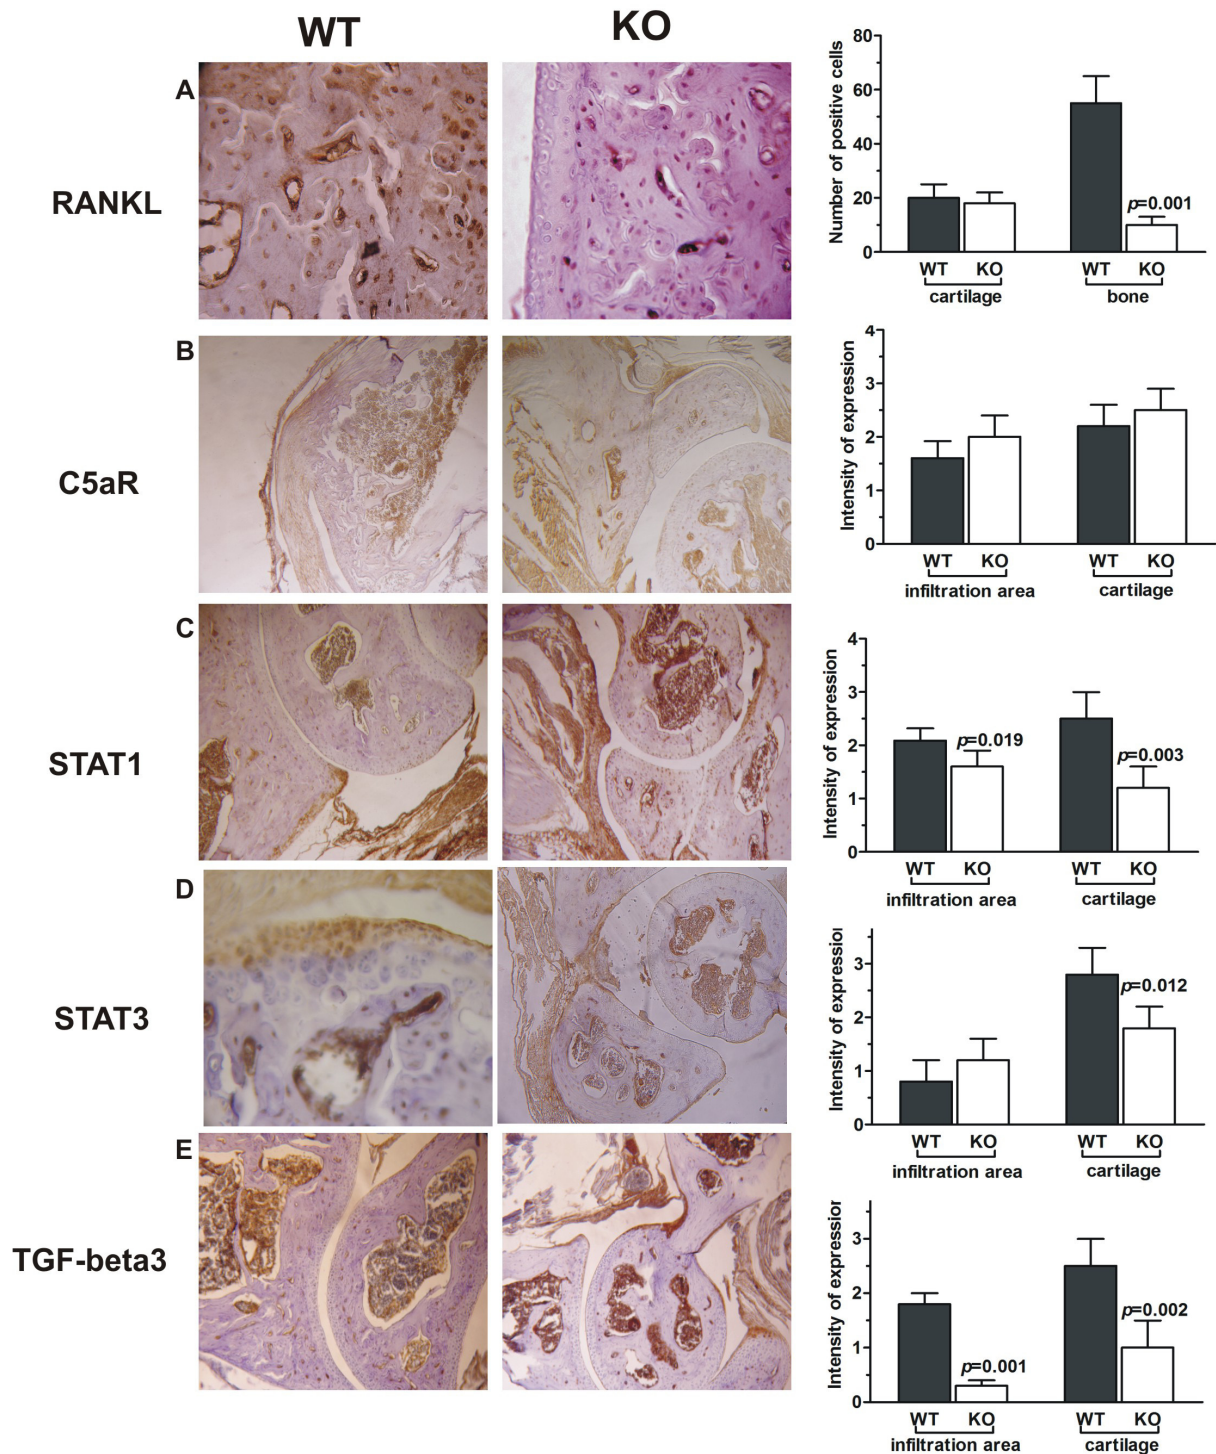 WT KO
A
RANKL
Number of positive cells
80
60
40
20
0
p=0.001
WT KO WT KO
cartilage bone
B
C5aR
Intensity of expression
4
3
2
1
0
WT KO WT KO
infiltration area cartilage
C
STAT1
Intensity of expression
4
3
2
1
0
p=0.019
p=0.003
WT KO WT KO
infiltration area cartilage
D
STAT3
Intensity of expression
3
2
1
0
p=0.012
WT KO WT KO
infiltration area cartilage
E
TGF-beta3
Intensity of expression
3
2
1
0
p=0.001
p=0.002
WT KO WT KO
infiltration area cartilage